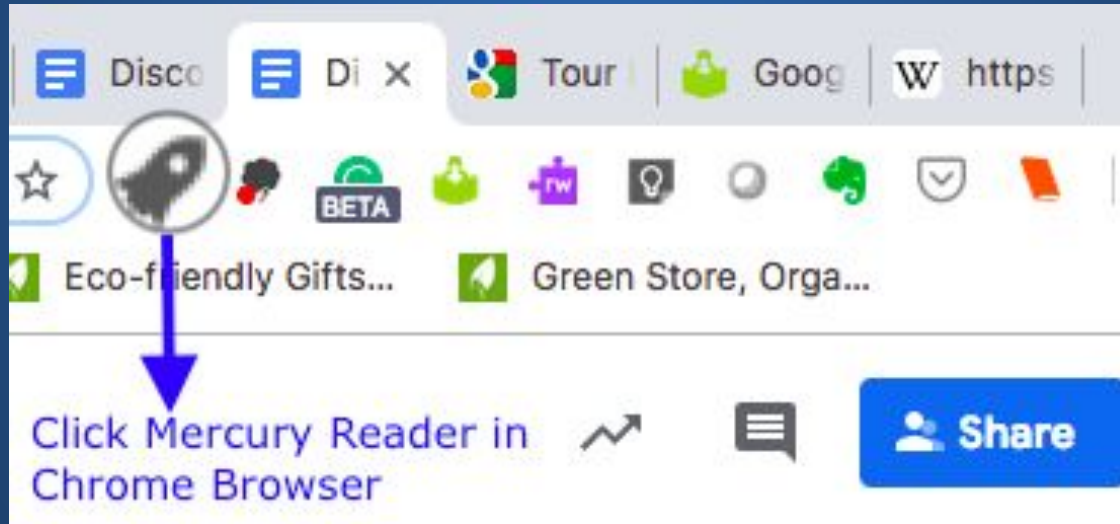 Disco Di Tour Goog W https
BETA rw
Eco-friendly Gifts... Green Store, Orga...
Click Mercury Reader in
Chrome Browser
Share